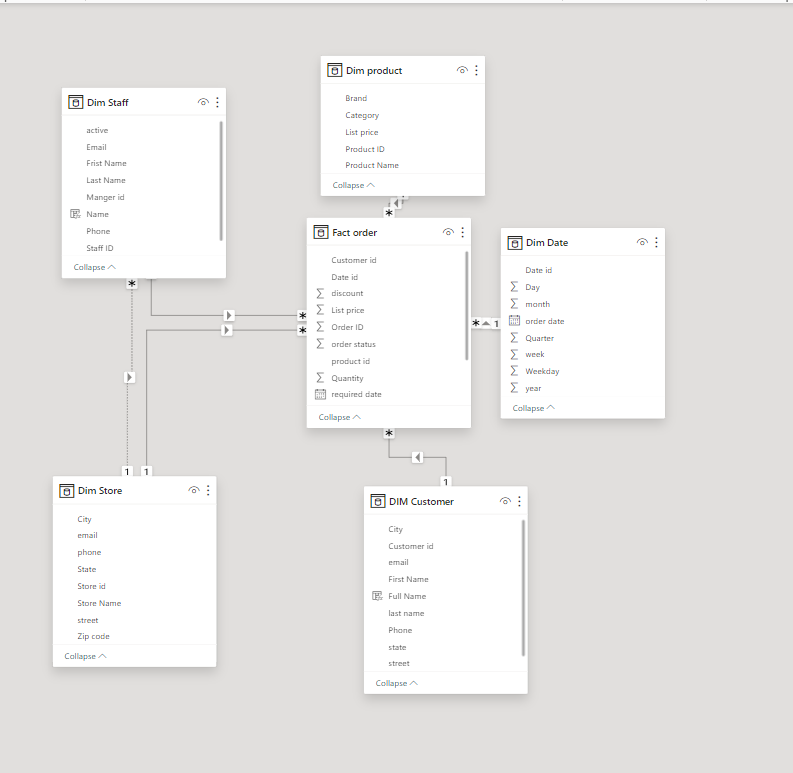 Dim product
Brand
Category
List price
Product ID
Product Name
Collapse
Dim Staff
active
Email
Frist Name
Last Name
Manger id
Name
Phone
Staff ID
Collapse
Fact order
Customer id
Date id
discount
List price
Order ID
order status
product id
Quantity
required date
Collapse
Dim Date
Date id
Day
month
order date
Quarter
week
Weekday
year
Collapse
*
*
*
*
* 1
*
1 1
1
Dim Store
City
email
phone
State
Store id
Store Name
street
Zip code
Collapse
DIM Customer
City
Customer id
email
First Name
Full Name
last name
Phone
state
street
Collapse